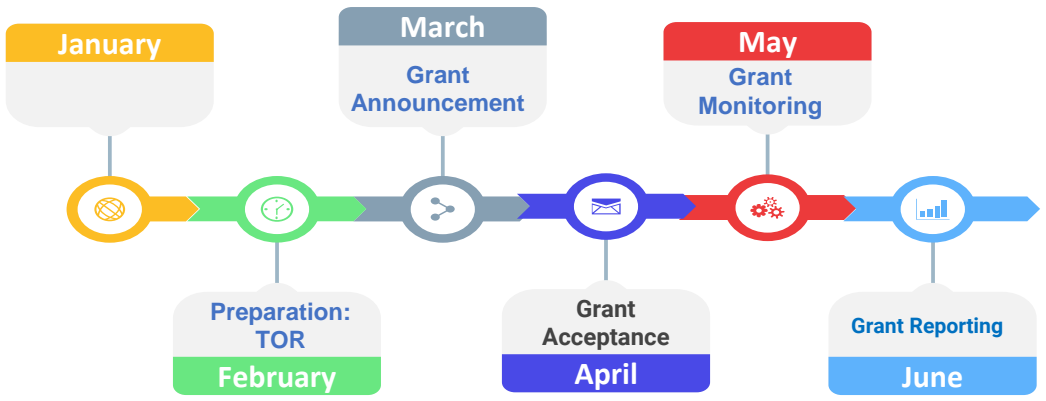 January
March
Grant
Announcement
May
Grant
Monitoring
Preparation:
TOR
February
Grant
Acceptance
April
Grant Reporting
June